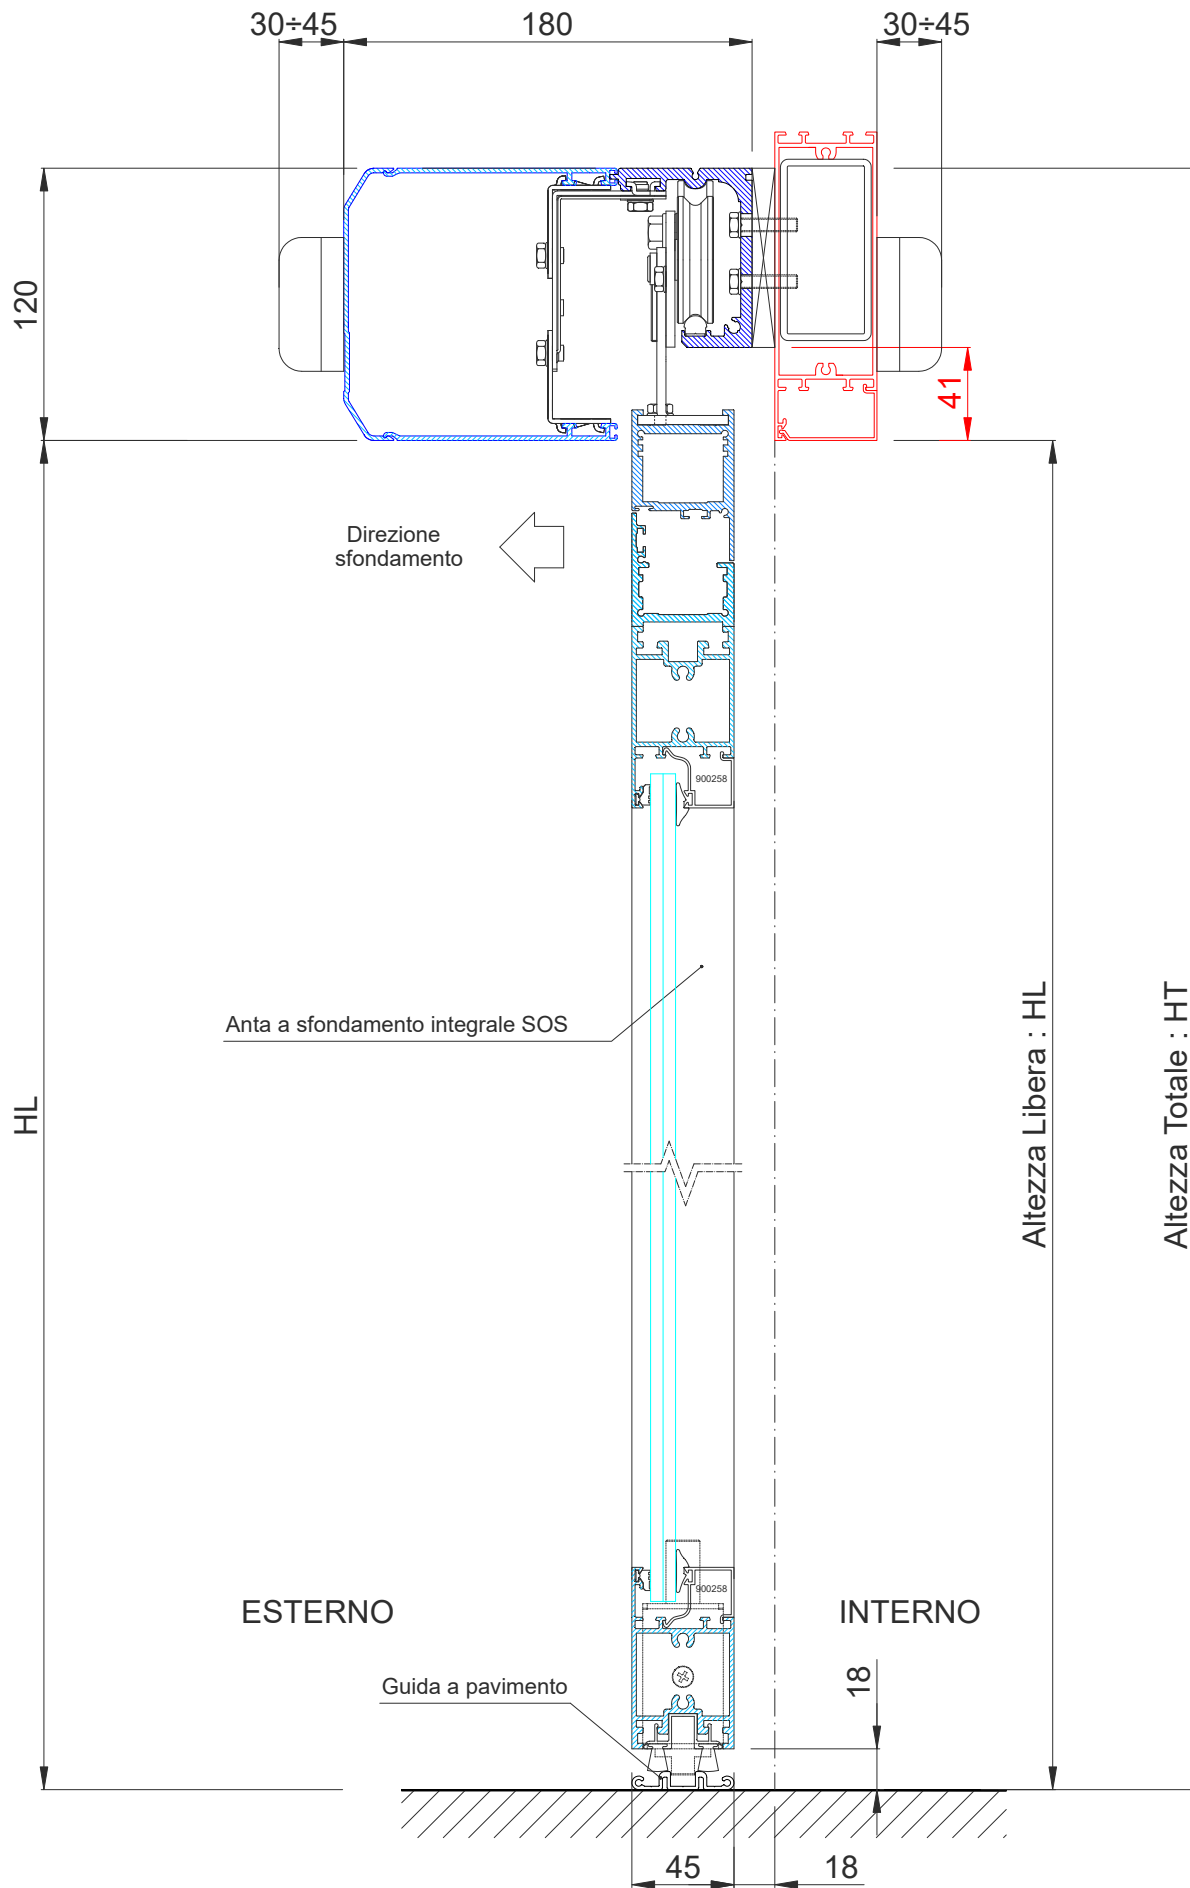 30÷45
180
30÷45
120
41
Direzione
sfondamento
900258
Anta a sfondamento integrale SOS
HL
Altezza Libera : HL
Altezza Totale : HT
900258
ESTERNO
INTERNO
Guida a pavimento
18
45
18